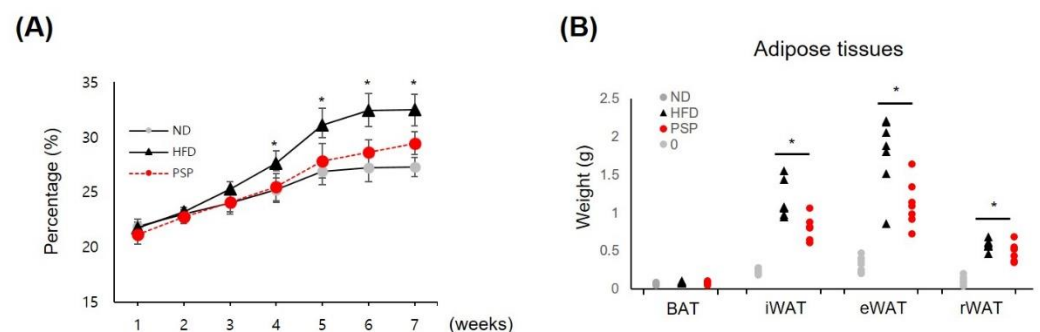 (A)
Percentage (%)
35
30
25
20
15
ND
HFD
PSP
* * * *
1 2 3 4 5 6 7 (weeks)
(B)
Adipose tissues
Weight (g)
2.5
2
1.5
1
0.5
0
ND
HFD
PSP
0
* * *
BAT iWAT eWAT rWAT